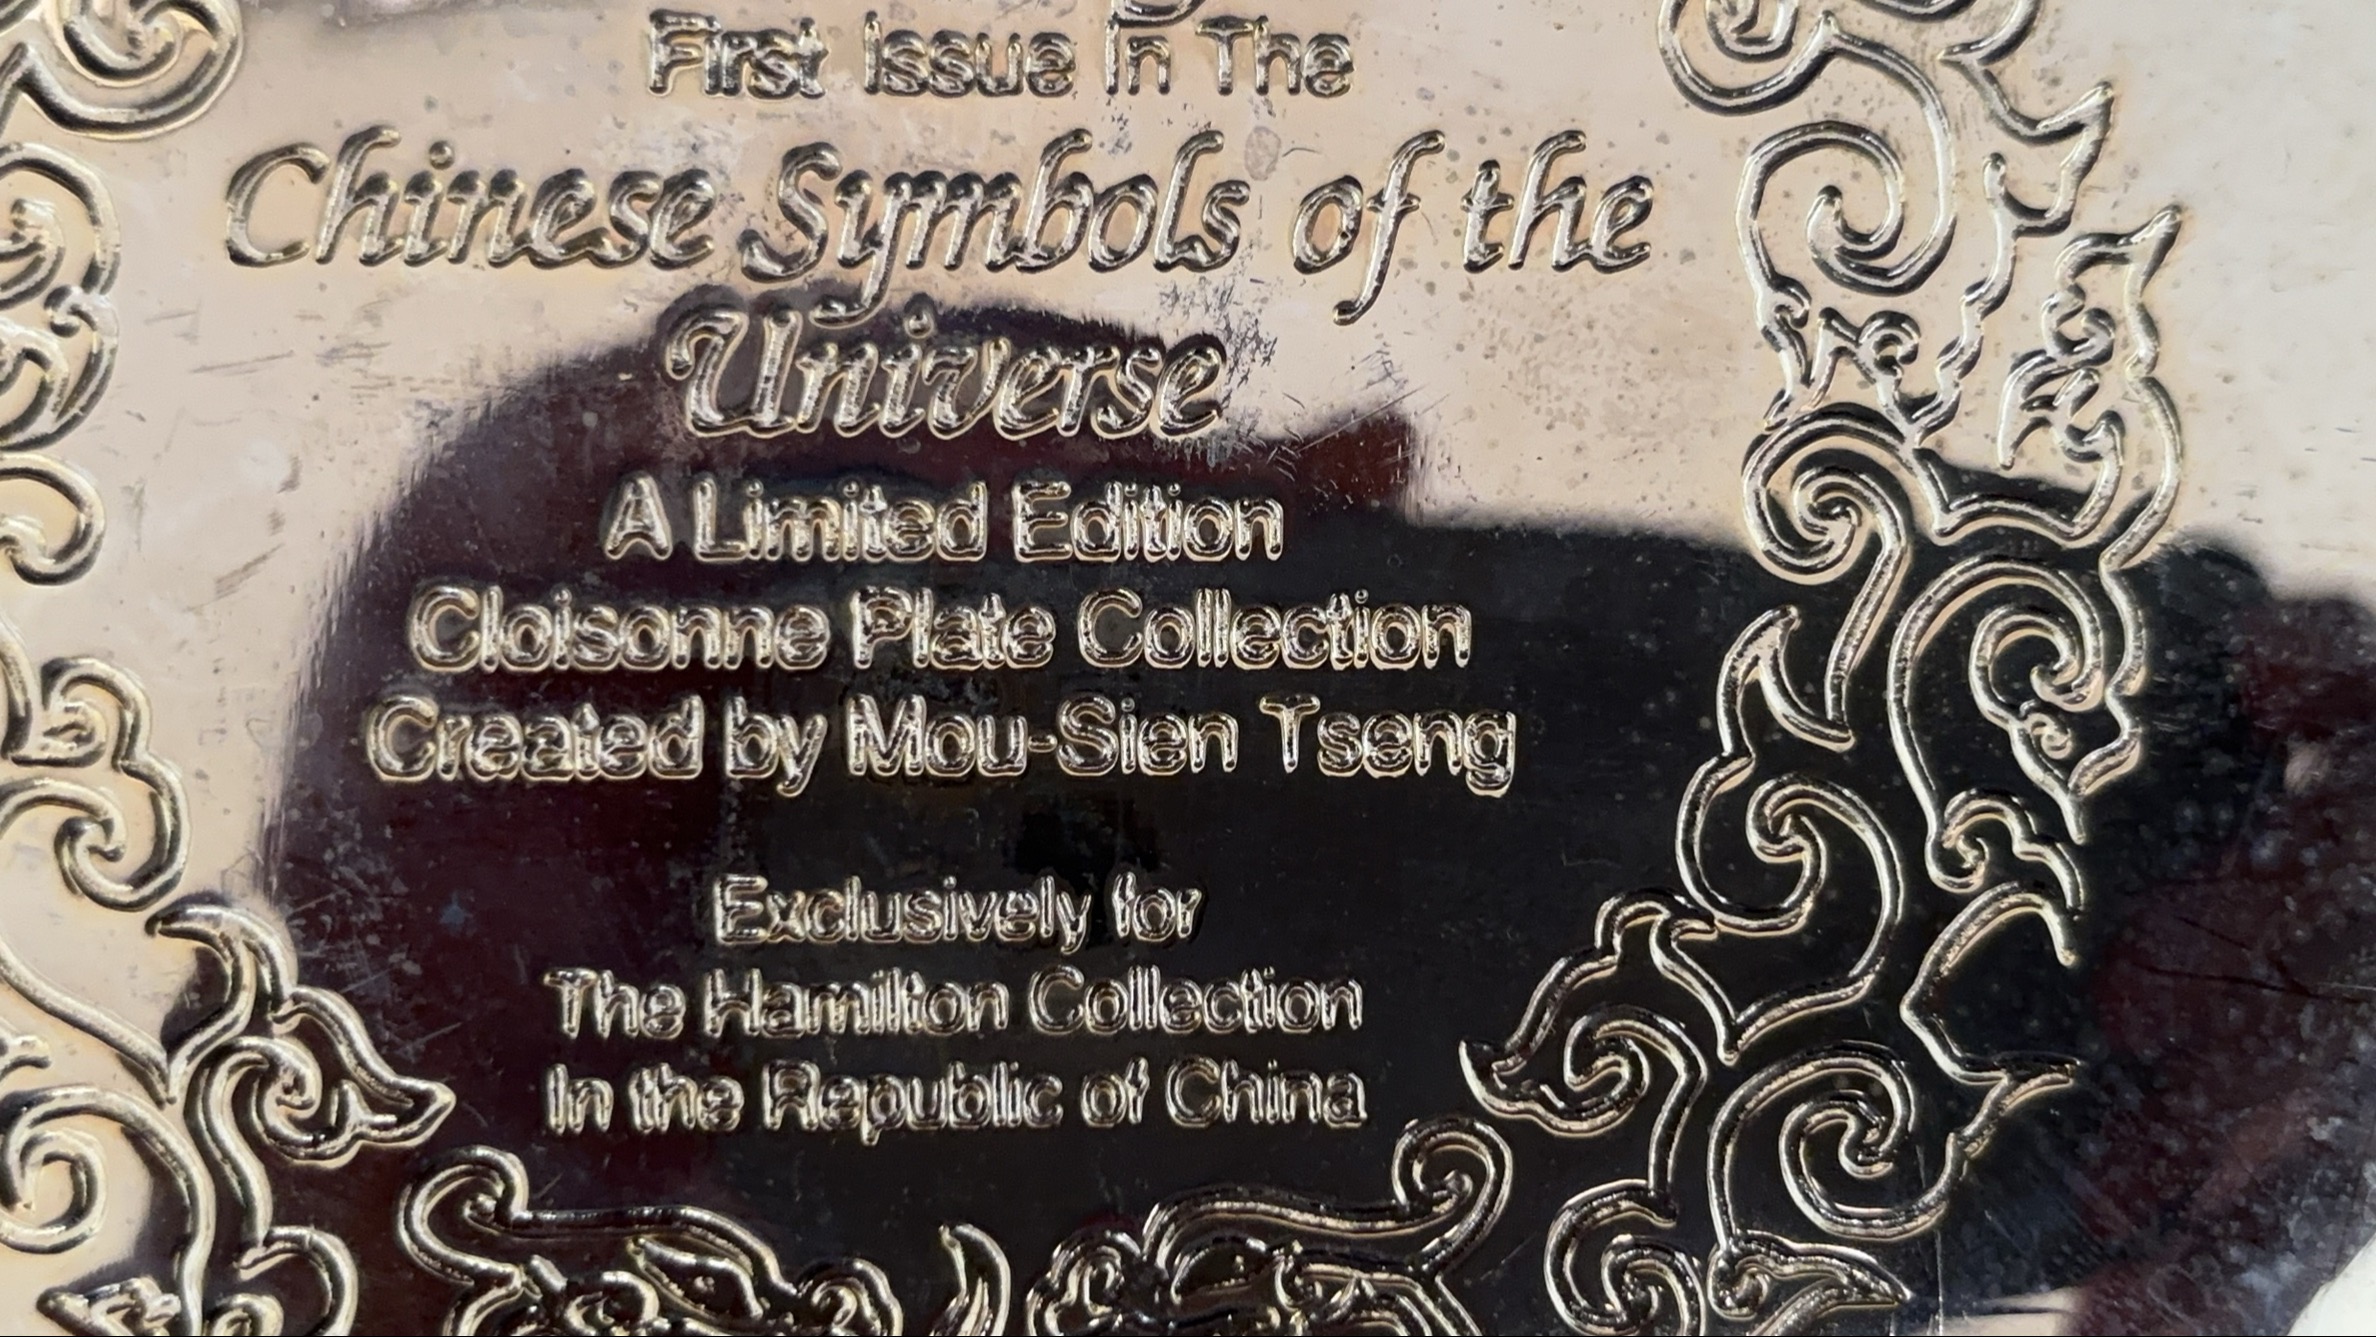 First Issue In The
Chinese Symbols of the
Universe
A Limited Edition
Cloisonne Plate Collection
Created by Mou-Sien Tseng
Exclusively for
The Hamilton Collection
In the Republic of China